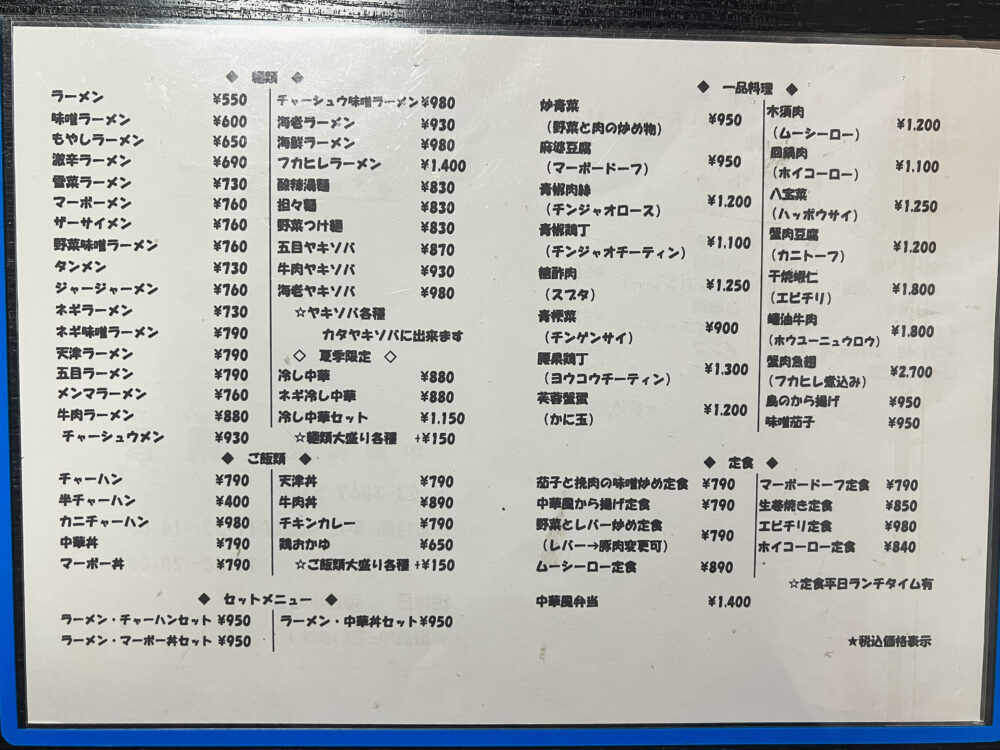 ◆ 麺類 ◆
ラーメン ¥550
味噌ラーメン ¥600
もやしラーメン ¥650
激辛ラーメン ¥690
雪菜ラーメン ¥730
マーボーメン ¥760
ザーサイメン ¥760
野菜味噌ラーメン ¥760
タンメン ¥730
ジャージャーメン ¥760
ネギラーメン ¥730
ネギ味噌ラーメン ¥790
天津ラーメン ¥790
五目ラーメン ¥790
メンマラーメン ¥760
牛肉ラーメン ¥880
チャーシュウメン ¥930
チャーシュウ味噌ラーメン ¥980
海老ラーメン ¥930
海鮮ラーメン ¥980
フカヒレラーメン ¥1.400
酸辣湯麺 ¥830
担々麺 ¥830
野菜つけ麺 ¥830
五目ヤキソバ ¥870
牛肉ヤキソバ ¥930
海老ヤキソバ ¥980
☆ヤキソバ各種
カタヤキソバに出来ます
◇ 夏季限定 ◇
冷し中華 ¥880
ネギ冷し中華 ¥880
冷し中華セット ¥1.150
☆麺類大盛り各種 +¥150
◆ ご飯類 ◆
チャーハン ¥790
半チャーハン ¥400
カニチャーハン ¥980
中華丼 ¥790
マーボー丼 ¥790
天津丼 ¥790
牛肉丼 ¥890
チキンカレー ¥790
鶏おかゆ ¥650
☆ご飯類大盛り各種 +¥150
◆ セットメニュー ◆
ラーメン・チャーハンセット ¥950
ラーメン・マーボー丼セット ¥950
ラーメン・中華丼セット ¥950
◆ 一品料理 ◆
炒青菜
（野菜と肉の炒め物） ¥950
麻婆豆腐
（マーボードーフ） ¥950
青椒肉絲
（チンジャオロース） ¥1.200
青椒鶏丁
（チンジャオチーティン） ¥1.100
糖酢肉
（スブタ） ¥1.250
青梗菜
（チンゲンサイ） ¥900
腰果鶏丁
（ヨウコウチーティン） ¥1.300
芙蓉蟹蛋
（かに玉） ¥1.200
木須肉
（ムーシーロー） ¥1.200
回鍋肉
（ホイコーロー） ¥1.100
八宝菜
（ハッポウサイ） ¥1.250
蟹肉豆腐
（カニトーフ） ¥1.200
干焼蝦仁
（エビチリ） ¥1.800
蠔油牛肉
（ホウユーニュウロウ） ¥1.800
蟹肉魚翅
（フカヒレ煮込み） ¥2.700
鳥のから揚げ ¥950
味噌茄子 ¥950
◆ 定食 ◆
茄子と挽肉の味噌炒め定食 ¥790
中華風から揚げ定食 ¥790
野菜とレバー炒め定食
（レバー→豚肉変更可） ¥790
ムーシーロー定食 ¥890
中華風弁当 ¥1.400
マーボードーフ定食 ¥790
生姜焼き定食 ¥850
エビチリ定食 ¥980
ホイコーロー定食 ¥840
☆定食平日ランチタイム有
★税込価格表示